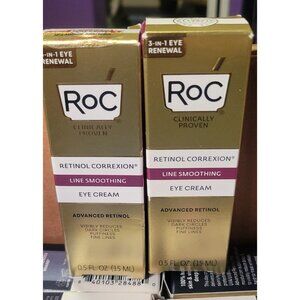 3-IN-1 EYE
RENEWAL
RoC
CLINICALLY
PROVEN
RETINOL CORREXION®
LINE SMOOTHING
EYE CREAM
ADVANCED RETINOL
VISIBLY REDUCES
DARK CIRCLES
PUFFINESS
FINE LINES
0.5 FL. OZ. (15 ML)
3-IN-1 EYE
RENEWAL
RoC
CLINICALLY
PROVEN
RETINOL CORREXION®
LINE SMOOTHING
EYE CREAM
ADVANCED RETINOL
VISIBLY REDUCES
DARK CIRCLES
PUFFINESS
FINE LINES
0.5 FL. OZ. (15 ML)